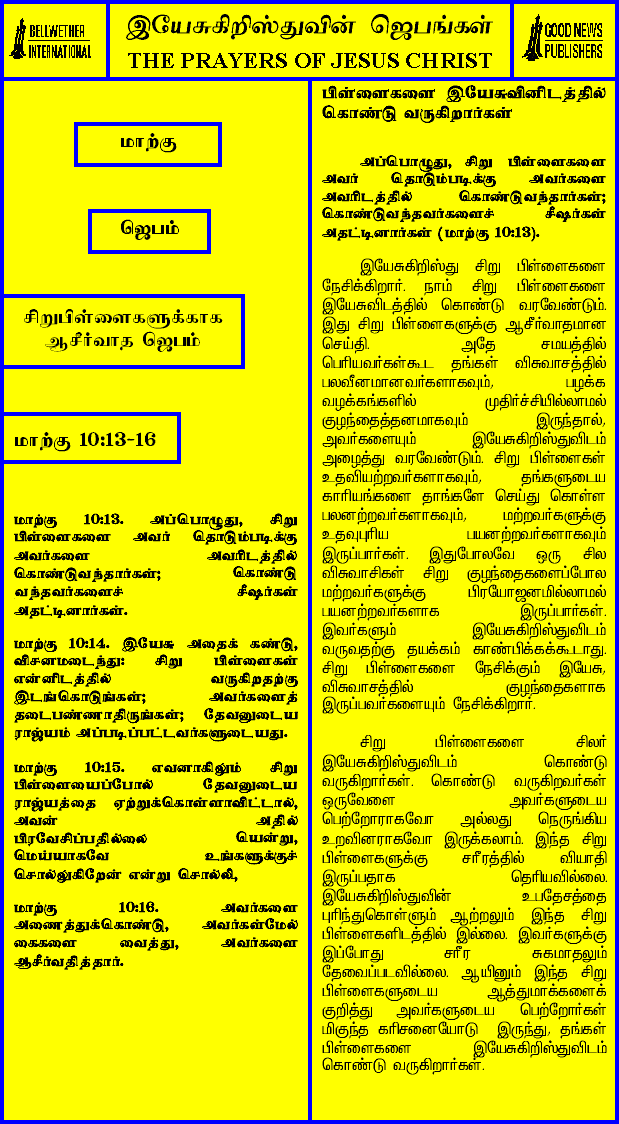 BELLWETHER
INTERNATIONAL
இயேசுகிறிஸ்துவின் ஜெபங்கள்
THE PRAYERS OF JESUS CHRIST
GOOD NEWS
PUBLISHERS
மாற்கு
ஜெபம்
சிறுபிள்ளைகளுக்காக
ஆசீர்வாத ஜெபம்
மாற்கு 10:13-16
மாற்கு 10:13. அப்பொழுது, சிறு
பிள்ளைகளை அவர் தொடும்படிக்கு
அவர்களை அவரிடத்தில்
கொண்டுவந்தார்கள்; கொண்டு
வந்தவர்களைச் சீஷர்கள்
அதட்டினார்கள்.
மாற்கு 10:14. இயேசு அதைக் கண்டு,
விசனமடைந்து: சிறு பிள்ளைகள்
என்னிடத்தில் வருகிறதற்கு
இடங்கொடுங்கள்; அவர்களைத்
தடைபண்ணாதிருங்கள்; தேவனுடைய
ராஜ்யம் அப்படிப்பட்டவர்களுடையது.
மாற்கு 10:15. எவனாகிலும் சிறு
பிள்ளையைப்போல் தேவனுடைய
ராஜ்யத்தை ஏற்றுக்கொள்ளாவிட்டால்,
அவன் அதில்
பிரவேசிப்பதில்லை யென்று,
மெய்யாகவே உங்களுக்குச்
சொல்லுகிறேன் என்று சொல்லி,
மாற்கு 10:16. அவர்களை
அணைத்துக்கொண்டு, அவர்கள்மேல்
கைகளை வைத்து, அவர்களை
ஆசீர்வதித்தார்.
பிள்ளைகளை இயேசுவினிடத்தில்
கொண்டு வருகிறார்கள்
அப்பொழுது, சிறு பிள்ளைகளை
அவர் தொடும்படிக்கு அவர்களை
அவரிடத்தில் கொண்டுவந்தார்கள்;
கொண்டுவந்தவர்களைச் சீஷர்கள்
அதட்டினார்கள் (மாற்கு 10:13).
இயேசுகிறிஸ்து சிறு பிள்ளைகளை
நேசிக்கிறார். நாம் சிறு பிள்ளைகளை
இயேசுவிடத்தில் கொண்டு வரவேண்டும்.
இது சிறு பிள்ளைகளுக்கு ஆசீர்வாதமான
செய்தி. அதே சமயத்தில்
பெரியவர்கள்கூட தங்கள் விசுவாசத்தில்
பலவீனமானவர்களாகவும், பழக்க
வழக்கங்களில் முதிர்ச்சியில்லாமல்
குழந்தைத்தனமாகவும் இருந்தால்,
அவர்களையும் இயேசுகிறிஸ்துவிடம்
அழைத்து வரவேண்டும். சிறு பிள்ளைகள்
உதவியற்றவர்களாகவும், தங்களுடைய
காரியங்களை தாங்களே செய்து கொள்ள
பலனற்றவர்களாகவும், மற்றவர்களுக்கு
உதவுபுரிய பயனற்றவர்களாகவும்
இருப்பார்கள். இதுபோலவே ஒரு சில
விசுவாசிகள் சிறு குழந்தைகளைப்போல
மற்றவர்களுக்கு பிரயோஜனமில்லாமல்
பயனற்றவர்களாக இருப்பார்கள்.
இவர்களும் இயேசுகிறிஸ்துவிடம்
வருவதற்கு தயக்கம் காண்பிக்கக்கூடாது.
சிறு பிள்ளைகளை நேசிக்கும் இயேசு,
விசுவாசத்தில் குழந்தைகளாக
இருப்பவர்களையும் நேசிக்கிறார்.
சிறு பிள்ளைகளை சிலர்
இயேசுகிறிஸ்துவிடம் கொண்டு
வருகிறார்கள். கொண்டு வருகிறவர்கள்
ஒருவேளை அவர்களுடைய
பெற்றோராகவோ அல்லது நெருங்கிய
உறவினராகவோ இருக்கலாம். இந்த சிறு
பிள்ளைகளுக்கு சரீரத்தில் வியாதி
இருப்பதாக தெரியவில்லை.
இயேசுகிறிஸ்துவின் உபதேசத்தை
புரிந்துகொள்ளும் ஆற்றலும் இந்த சிறு
பிள்ளைகளிடத்தில் இல்லை. இவர்களுக்கு
இப்போது சரீர சுகமாதலும்
தேவைப்படவில்லை. ஆயினும் இந்த சிறு
பிள்ளைகளுடைய ஆத்துமாக்களைக்
குறித்து அவர்களுடைய பெற்றோர்கள்
மிகுந்த கரிசனையோடு இருந்து, தங்கள்
பிள்ளைகளை இயேசுகிறிஸ்துவிடம்
கொண்டு வருகிறார்கள்.